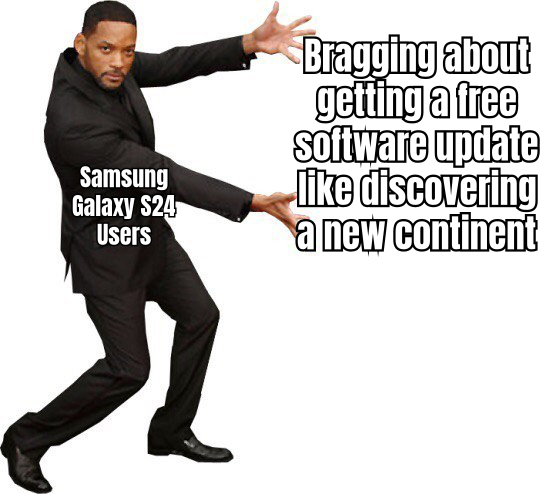 Bragging about
getting a free
software update
like discovering
a new continent
Samsung
Galaxy S24
Users